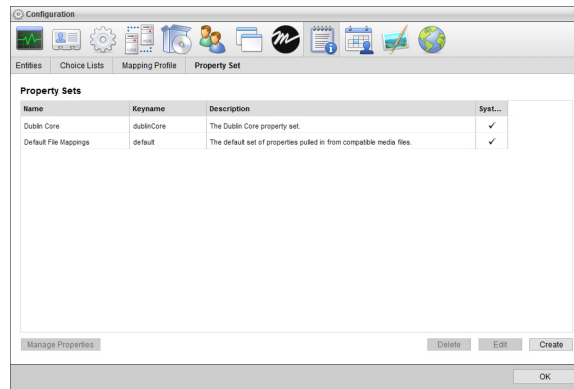 Configuration
Entities Choice Lists Mapping Profile Property Set
Property Sets
Name Keyname Description Syst...
Dublin Core dublinCore The Dublin Core property set. ✓
Default File Mappings default The default set of properties pulled in from compatible media files. ✓
Manage Properties Delete Edit Create
OK